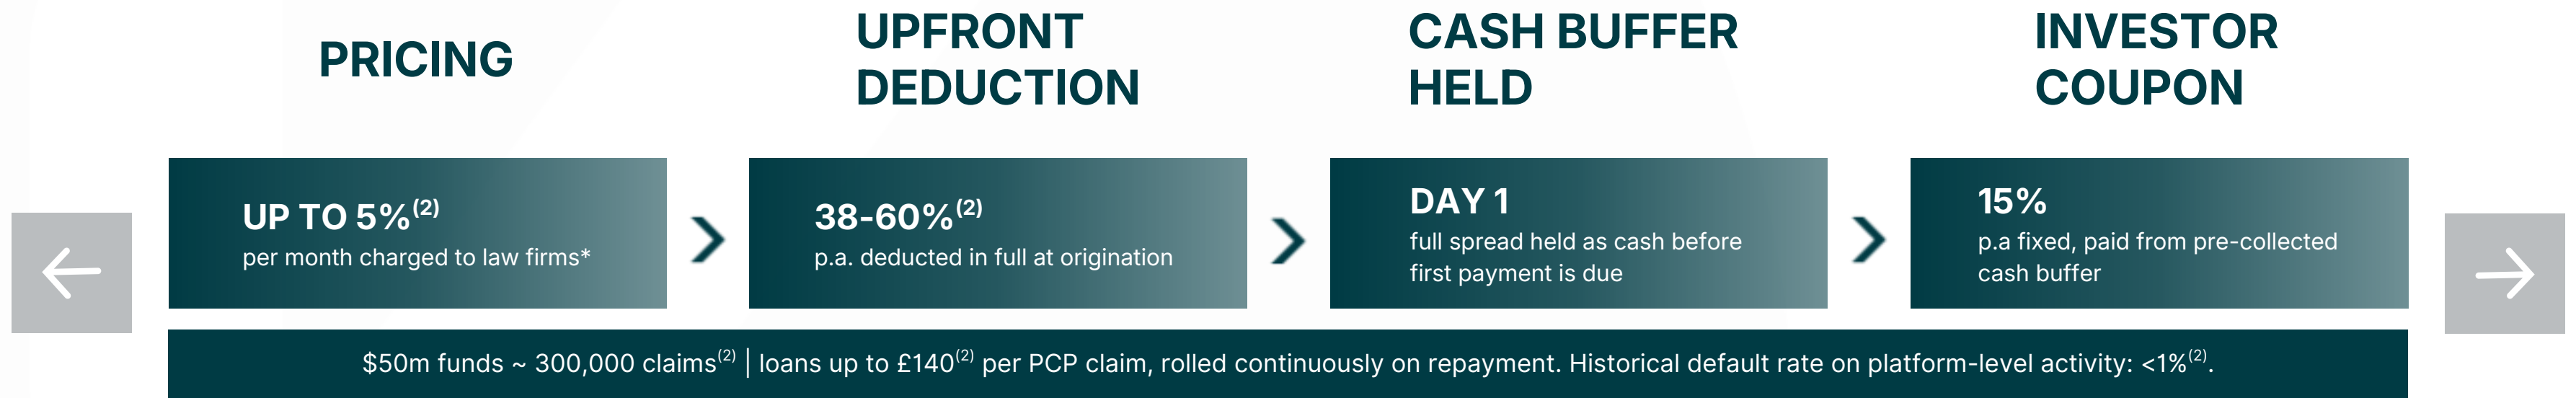 PRICING
UP TO 5%(2)
per month charged to law firms*
UPFRONT
DEDUCTION
38-60%(2)
p.a. deducted in full at origination
CASH BUFFER
HELD
DAY 1
full spread held as cash before
first payment is due
INVESTOR
COUPON
15%
p.a fixed, paid from pre-collected
cash buffer
$50m funds ~ 300,000 claims(2) | loans up to £140(2) per PCP claim, rolled continuously on repayment. Historical default rate on platform-level activity: <1%(2).